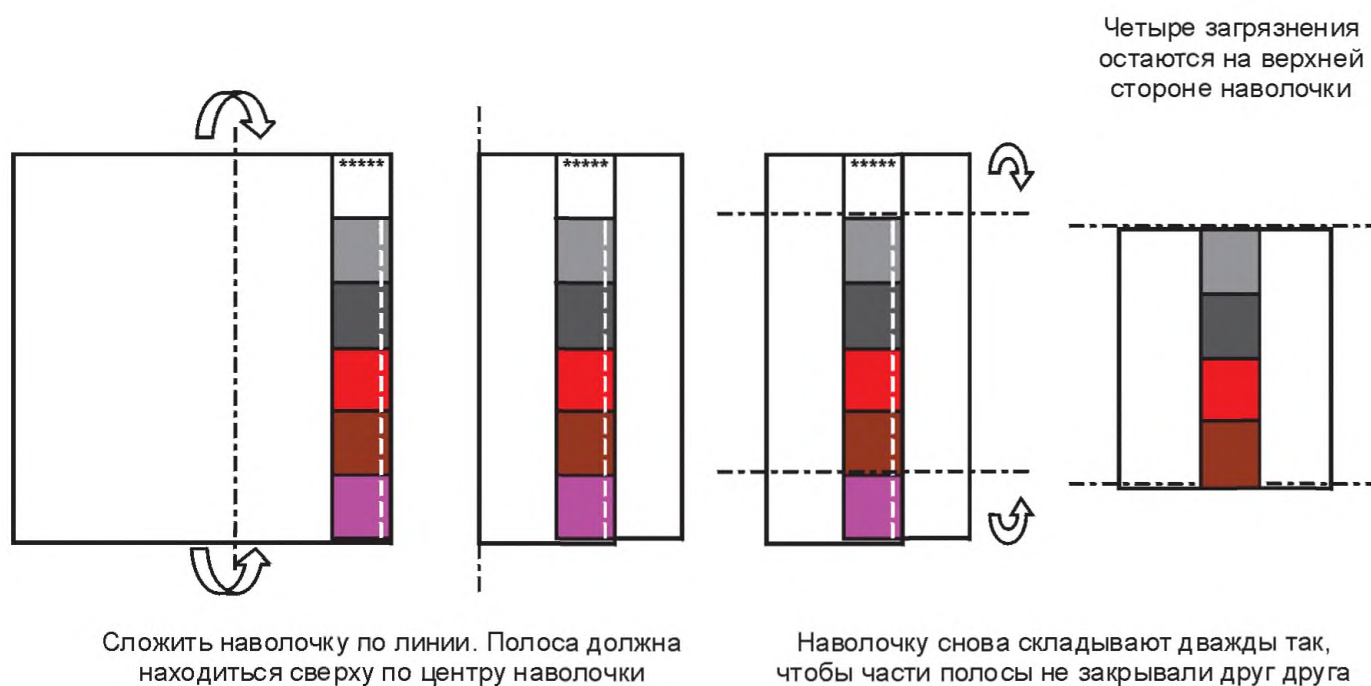 Четыре загрязнения
остаются на верхней
стороне наволочки
*****
*****
*****
Сложить наволочку по линии. Полоса должна
находиться сверху по центру наволочки
Наволочку снова складывают дважды так,
чтобы части полосы не закрывали друг друга